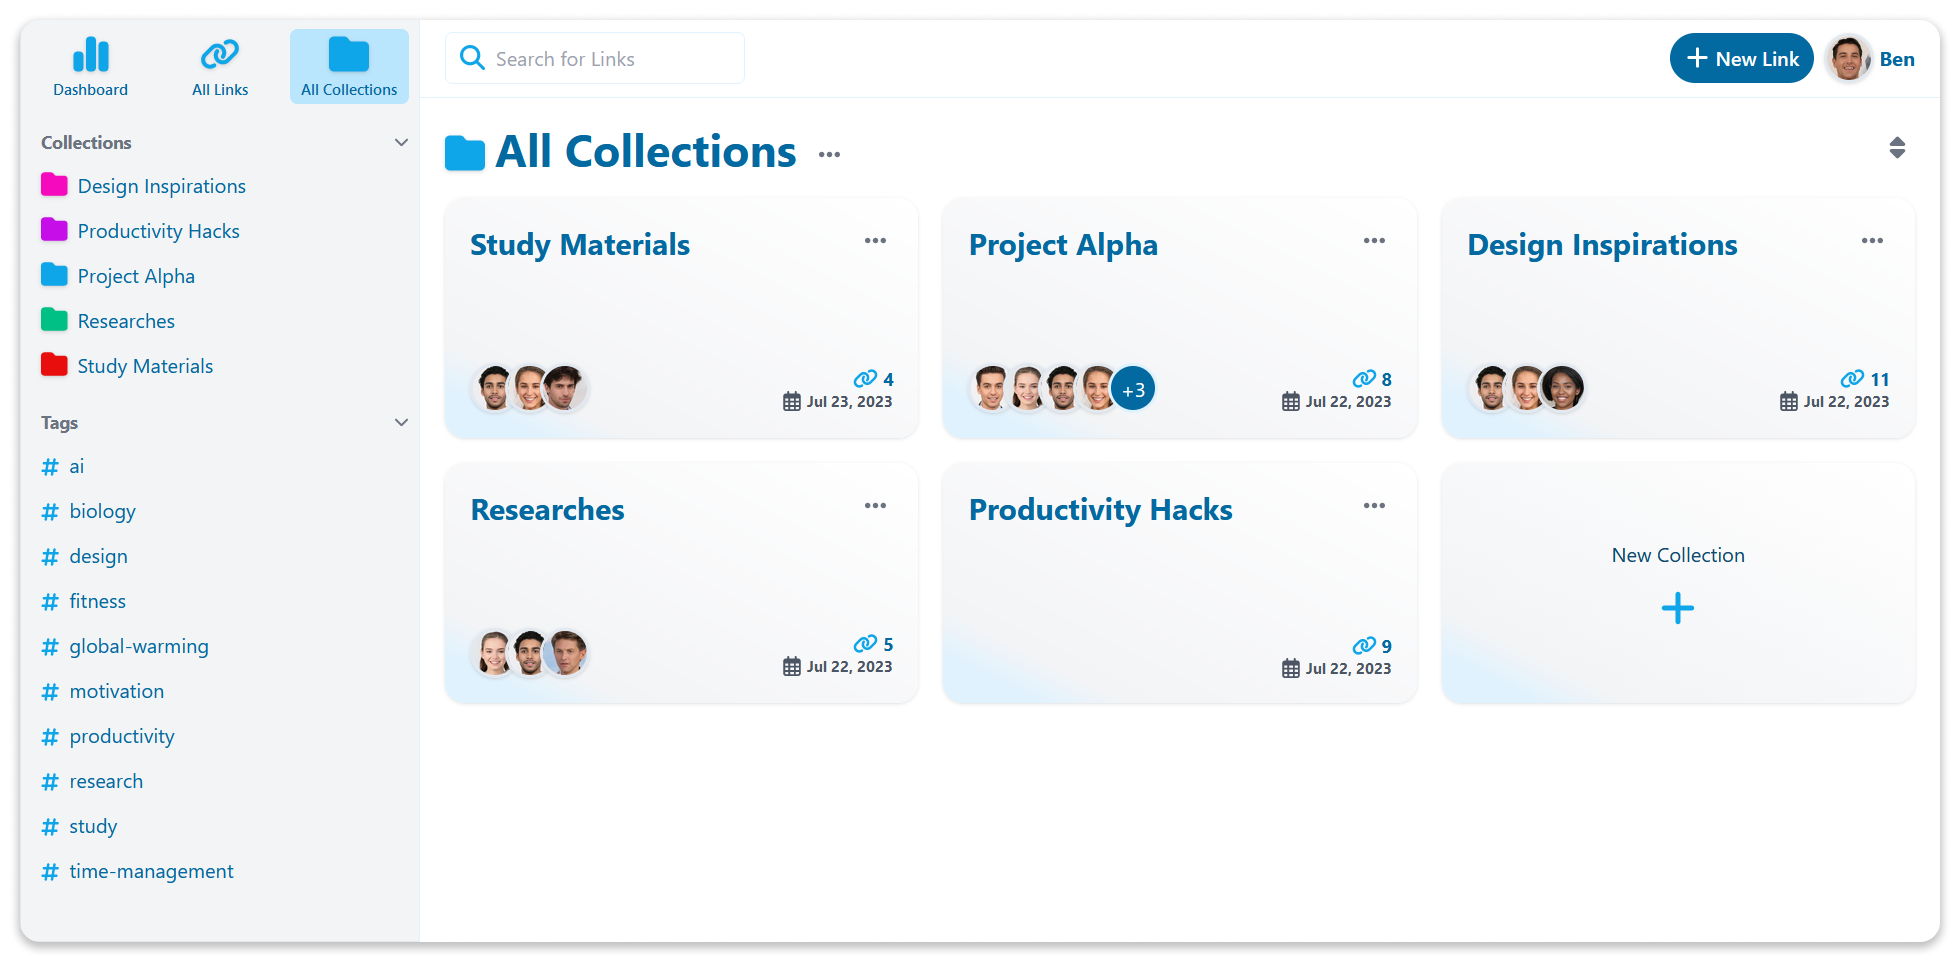 Dashboard
All Links
All Collections
Collections
Design Inspirations
Productivity Hacks
Project Alpha
Researches
Study Materials
Tags
# ai
# biology
# design
# fitness
# global-warming
# motivation
# productivity
# research
# study
# time-management
Search for Links
New Link
Ben
All Collections
Study Materials
4
Jul 23, 2023
Project Alpha
+3
8
Jul 22, 2023
Design Inspirations
11
Jul 22, 2023
Researches
5
Jul 22, 2023
Productivity Hacks
9
Jul 22, 2023
New Collection